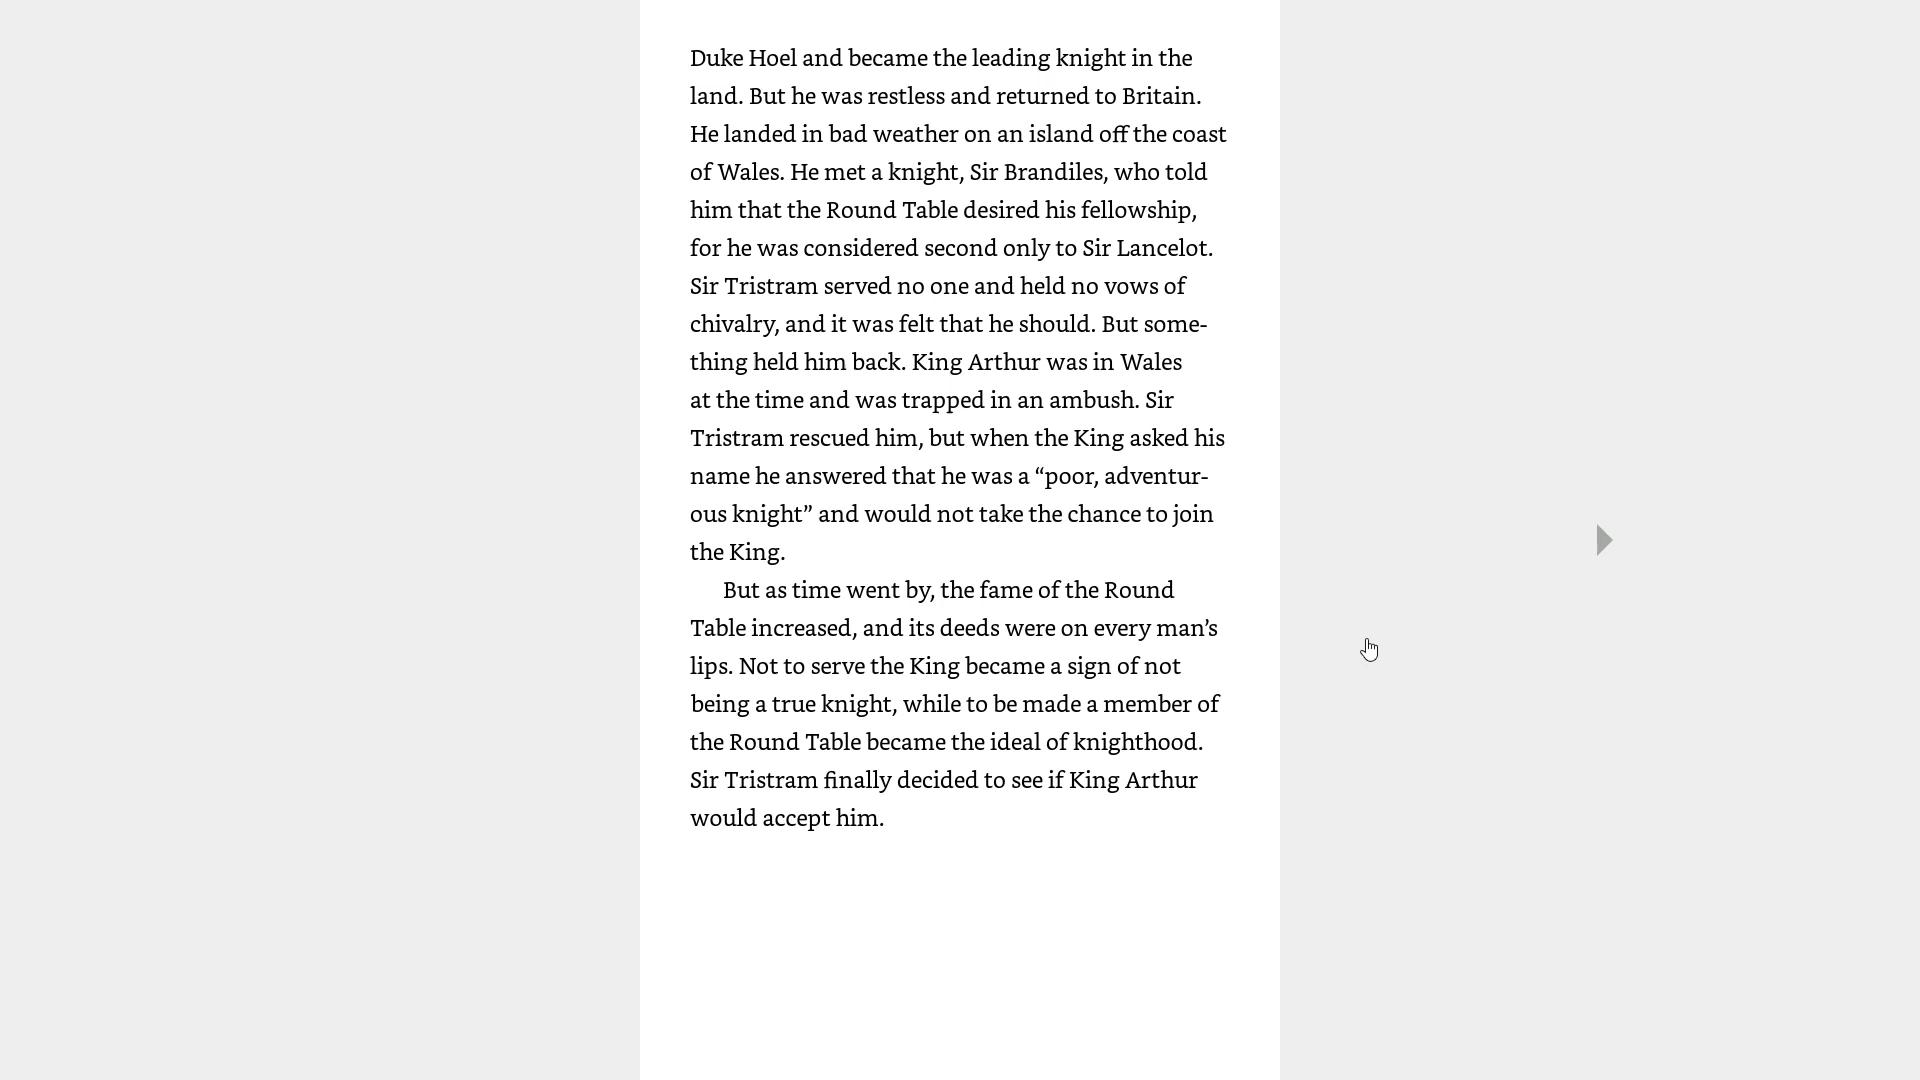 Duke Hoel and became the leading knight in the
land. But he was restless and returned to Britain.
He landed in bad weather on an island off the coast
of Wales. He met a knight, Sir Brandiles, who told
him that the Round Table desired his fellowship,
for he was considered second only to Sir Lancelot.
Sir Tristram served no one and held no vows of
chivalry, and it was felt that he should. But some-
thing held him back. King Arthur was in Wales
at the time and was trapped in an ambush. Sir
Tristram rescued him, but when the King asked his
name he answered that he was a “poor, adventur-
ous knight” and would not take the chance to join
the King.
But as time went by, the fame of the Round
Table increased, and its deeds were on every man’s
lips. Not to serve the King became a sign of not
being a true knight, while to be made a member of
the Round Table became the ideal of knighthood.
Sir Tristram finally decided to see if King Arthur
would accept him.